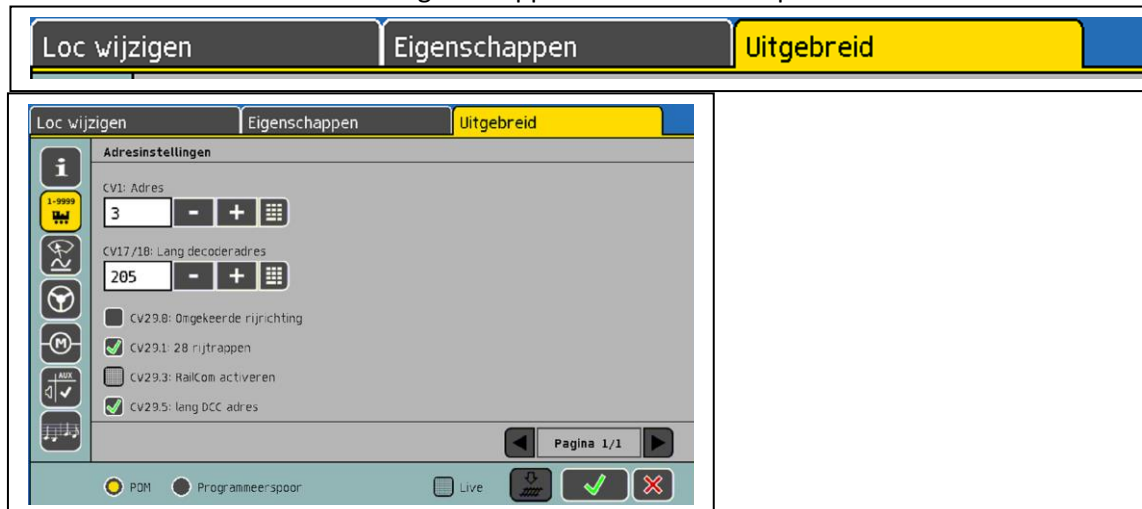 Loc wijzigen Eigenschappen Uitgebreid
Loc wijzigen Eigenschappen Uitgebreid
i Adresinstellingen
CV1: Adres
1-9999
3 - +
CV17/18: Lang decoderadres
205 - +
CV29.0: Omgekeerde rijrichting
M CV29.1: 28 rijtrappen
AUX CV29.3: RailCom activeren
CV29.5: lang DCC adres
Pagina 1/1
POM Programmeerspoor Live